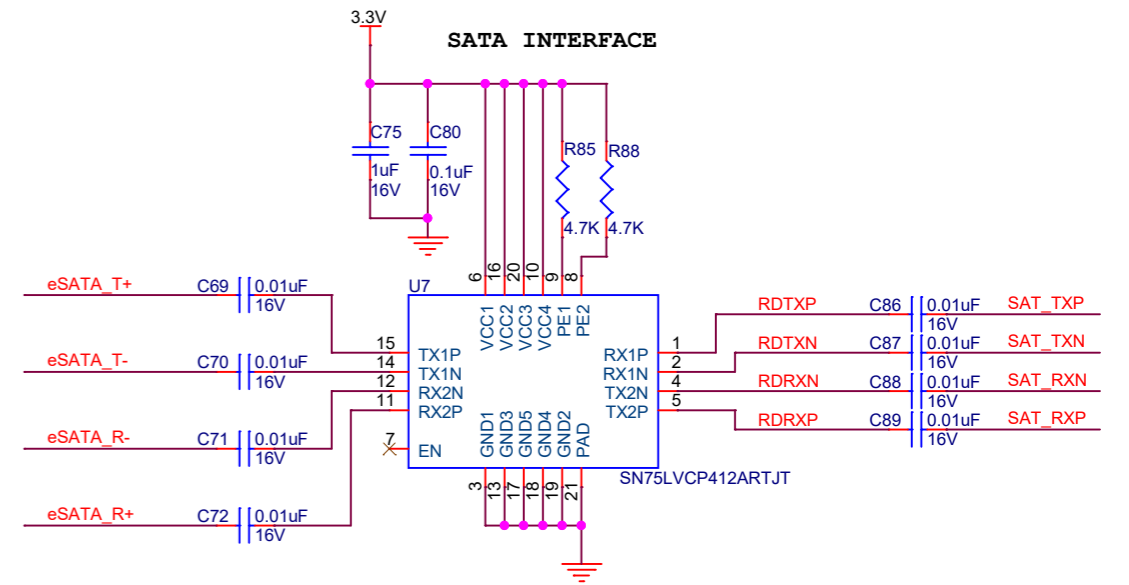 3.3V
SATA INTERFACE
C75
1uF
16V
C80
0.1uF
16V
R85
4.7K
R88
4.7K
6
16
20
10
9
8
U7
VCC1
VCC2
VCC3
VCC4
PE1
PE2
eSATA_T+
C69
0.01uF
16V
eSATA_T-
C70
0.01uF
16V
eSATA_R-
C71
0.01uF
16V
eSATA_R+
C72
0.01uF
16V
15
TX1P
14
TX1N
12
RX2N
11
RX2P
7
EN
RX1P
1
RX1N
2
TX2N
4
TX2P
5
GND1
GND3
GND5
GND4
GND2
PAD
3
13
17
18
19
21
SN75LVCP412ARTJT
RDTXP
C86
0.01uF
16V
SAT_TXP
RDTXN
C87
0.01uF
16V
SAT_TXN
RDRXN
C88
0.01uF
16V
SAT_RXN
RDRXP
C89
0.01uF
16V
SAT_RXP